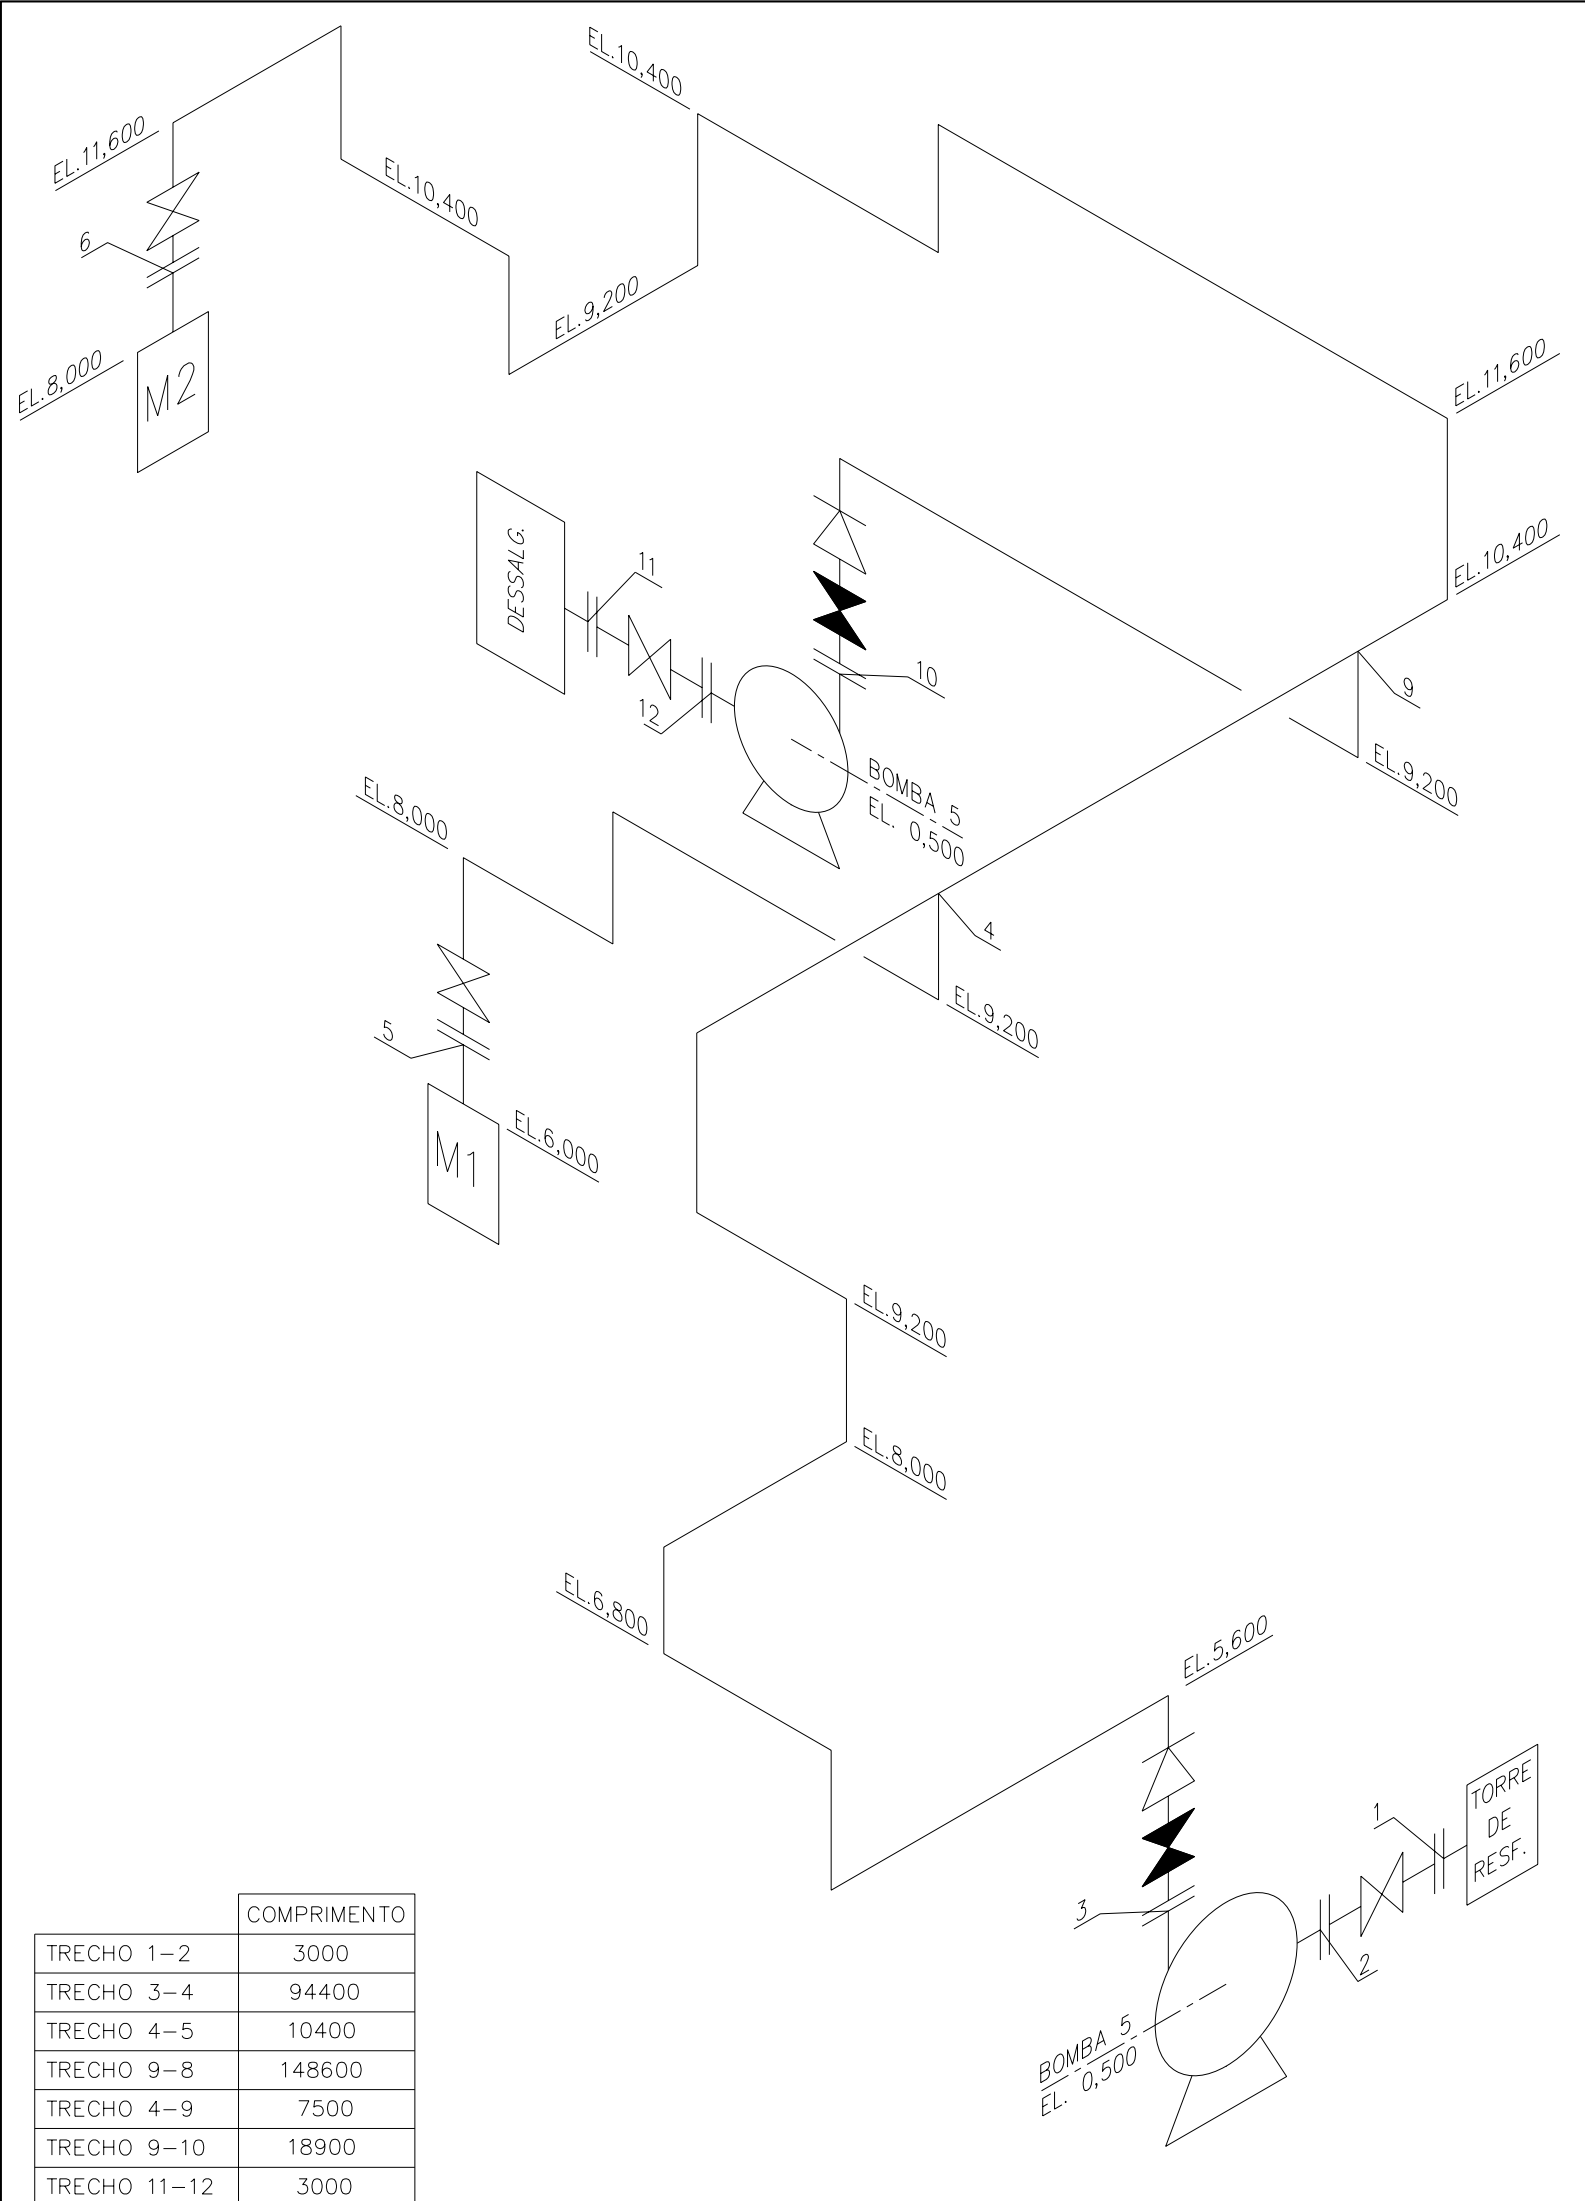 EL.10,400
EL.11,600
EL.10,400
6
EL.9,200
EL.8,000
M2
EL.11,600
EL.10,400
DESSALG.
11
10
12
9
EL.9,200
BOMBA 5
EL. 0,500
EL.8,000
4
EL.9,200
5
EL.6,000
M1
EL.9,200
EL.8,000
EL.6,800
EL.5,600
TORRE
DE
RESF.
1
3
2
BOMBA 5
EL. 0,500
COMPRIMENTO
TRECHO 1-2 3000
TRECHO 3-4 94400
TRECHO 4-5 10400
TRECHO 9-8 148600
TRECHO 4-9 7500
TRECHO 9-10 18900
TRECHO 11-12 3000